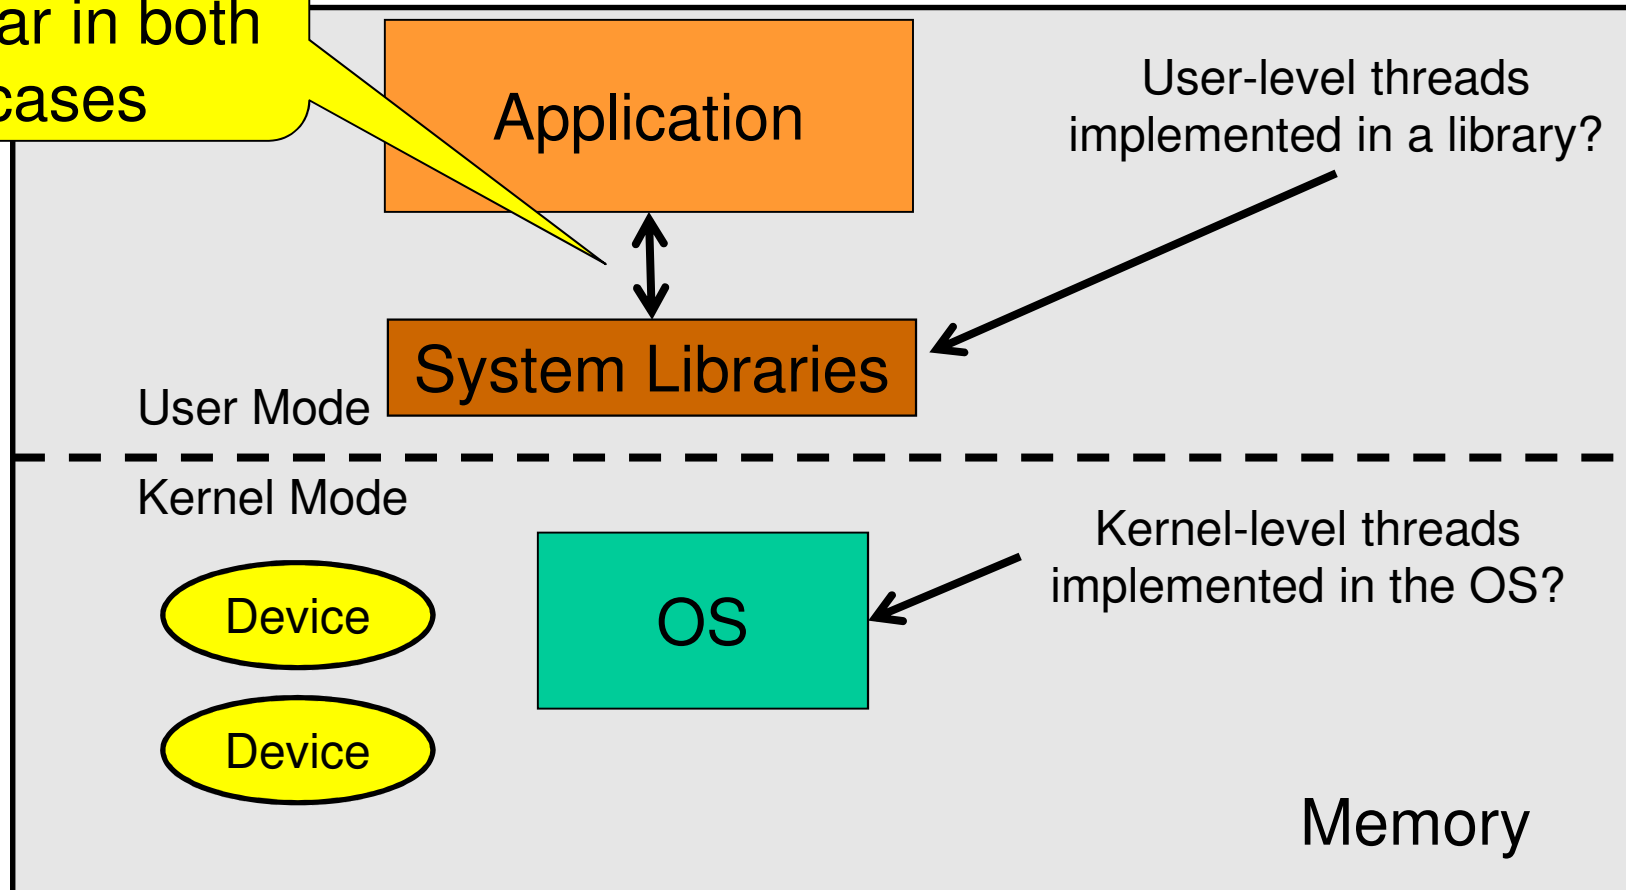 ar in both
cases
Application
User-level threads
implemented in a library?
System Libraries
User Mode
Kernel Mode
Kernel-level threads
implemented in the OS?
Device
OS
Device
Memory